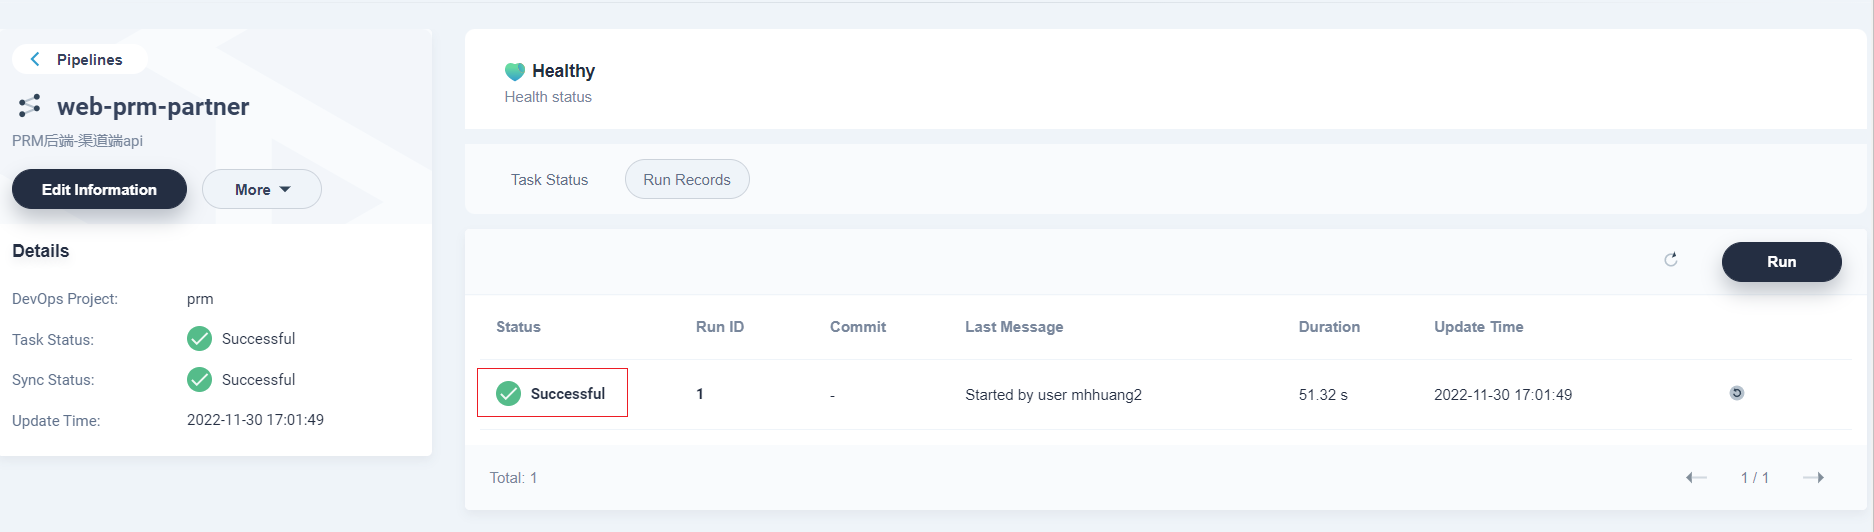 Pipelines
web-prm-partner
PRM后端-渠道端api
Edit Information
More
Details
DevOps Project: prm
Task Status: Successful
Sync Status: Successful
Update Time: 2022-11-30 17:01:49
Healthy
Health status
Task Status Run Records
Run
Status Run ID Commit Last Message Duration Update Time
Successful 1 - Started by user mhhuang2 51.32 s 2022-11-30 17:01:49
Total: 1 1 / 1